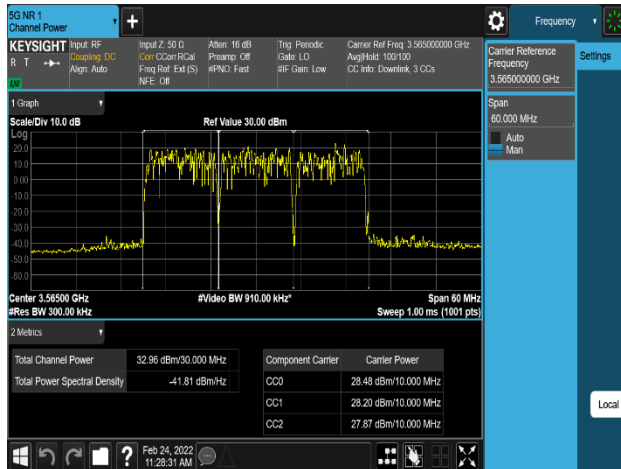 5G NR 1
Channel Power
Frequency
KEYSIGHT
R T
Input: RF
Coupling: DC
Align: Auto
Input Z: 50 Ω
Corr CCorr RCal
Freq Ref: Ext (S)
NFE: Off
Atten: 16 dB
Preamp: Off
#PNO: Fast
Trig: Periodic
Gate: LO
#IF Gain: Low
Carrier Ref Freq: 3.565000000 GHz
Avg|Hold: 100/100
CC Info: Downlink, 3 CCs
Carrier Reference
Frequency
3.565000000 GHz
Settings
Span
60.000 MHz
Auto
Man
1 Graph
Scale/Div 10.0 dB
Ref Value 30.00 dBm
Log
20.0
10.0
0.00
-10.0
-20.0
-30.0
-40.0
-50.0
-60.0
Center 3.56500 GHz
#Video BW 910.00 kHz*
Span 60 MHz
#Res BW 300.00 kHz
Sweep 1.00 ms (1001 pts)
2 Metrics
Total Channel Power
32.96 dBm/30.000 MHz
Total Power Spectral Density
-41.81 dBm/Hz
Component Carrier
Carrier Power
CC0
28.48 dBm/10.000 MHz
CC1
28.20 dBm/10.000 MHz
CC2
27.87 dBm/10.000 MHz
Local
?
Feb 24, 2022
11:28:31 AM